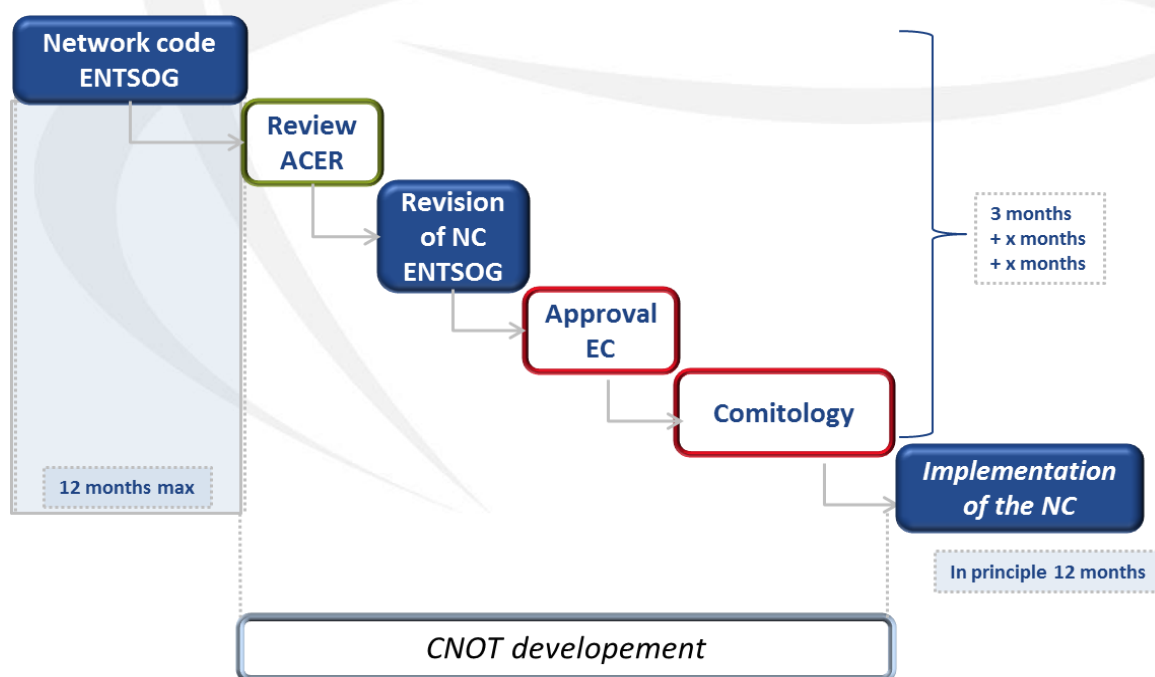 Network code
ENTSOG
Review
ACER
Revision
of NC
ENTSOG
3 months
+ x months
+ x months
Approval
EC
Comitology
12 months max
Implementation
of the NC
In principle 12 months
CNOT developement